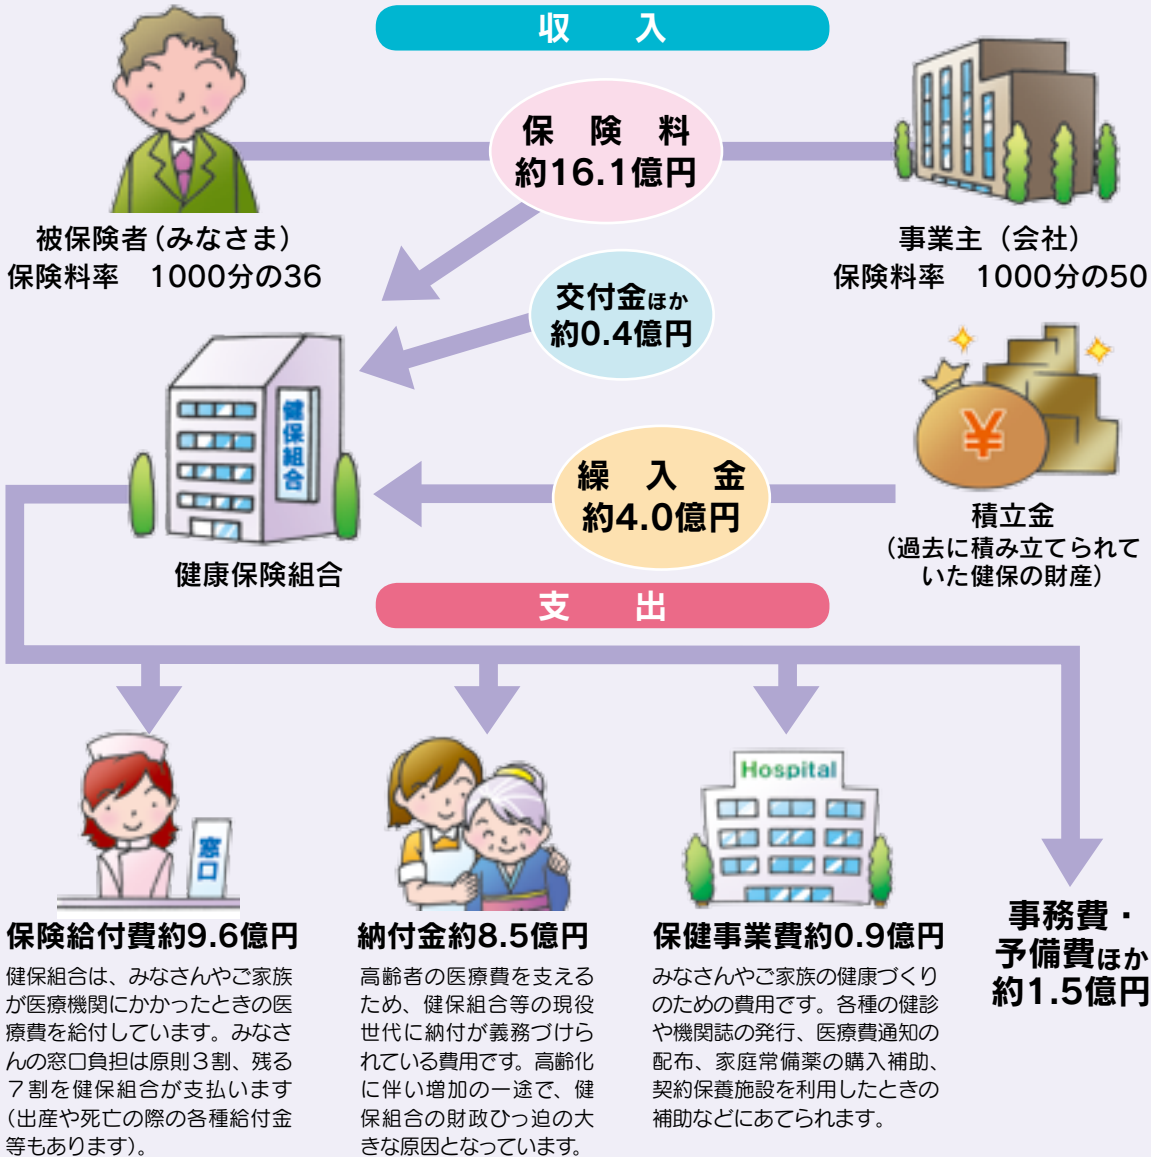 収 入
保 険 料
約16.1億円
被保険者(みなさま)
保険料率 1000分の36
事業主(会社)
保険料率 1000分の50
交付金ほか
約0.4億円
健保組合
¥
繰 入 金
約4.0億円
積立金
(過去に積み立てられて
いた健保の財産)
健康保険組合
支 出
窓口
Hospital
保険給付費約9.6億円
健保組合は、みなさんやご家族
が医療機関にかかったときの医
療費を給付しています。みなさ
んの窓口負担は原則3割、残る
7割を健保組合が支払います
(出産や死亡の際の各種給付金
等もあります)。
納付金約8.5億円
高齢者の医療費を支える
ため、健保組合等の現役
世代に納付が義務づけら
れている費用です。高齢化
に伴い増加の一途で、健
保組合の財政ひっ迫の大
きな原因となっています。
保健事業費約0.9億円
みなさんやご家族の健康づくり
のための費用です。各種の健診
や機関誌の発行、医療費通知の
配布、家庭常備薬の購入補助、
契約保養施設を利用したときの
補助などにあてられます。
事務費・
予備費ほか
約1.5億円